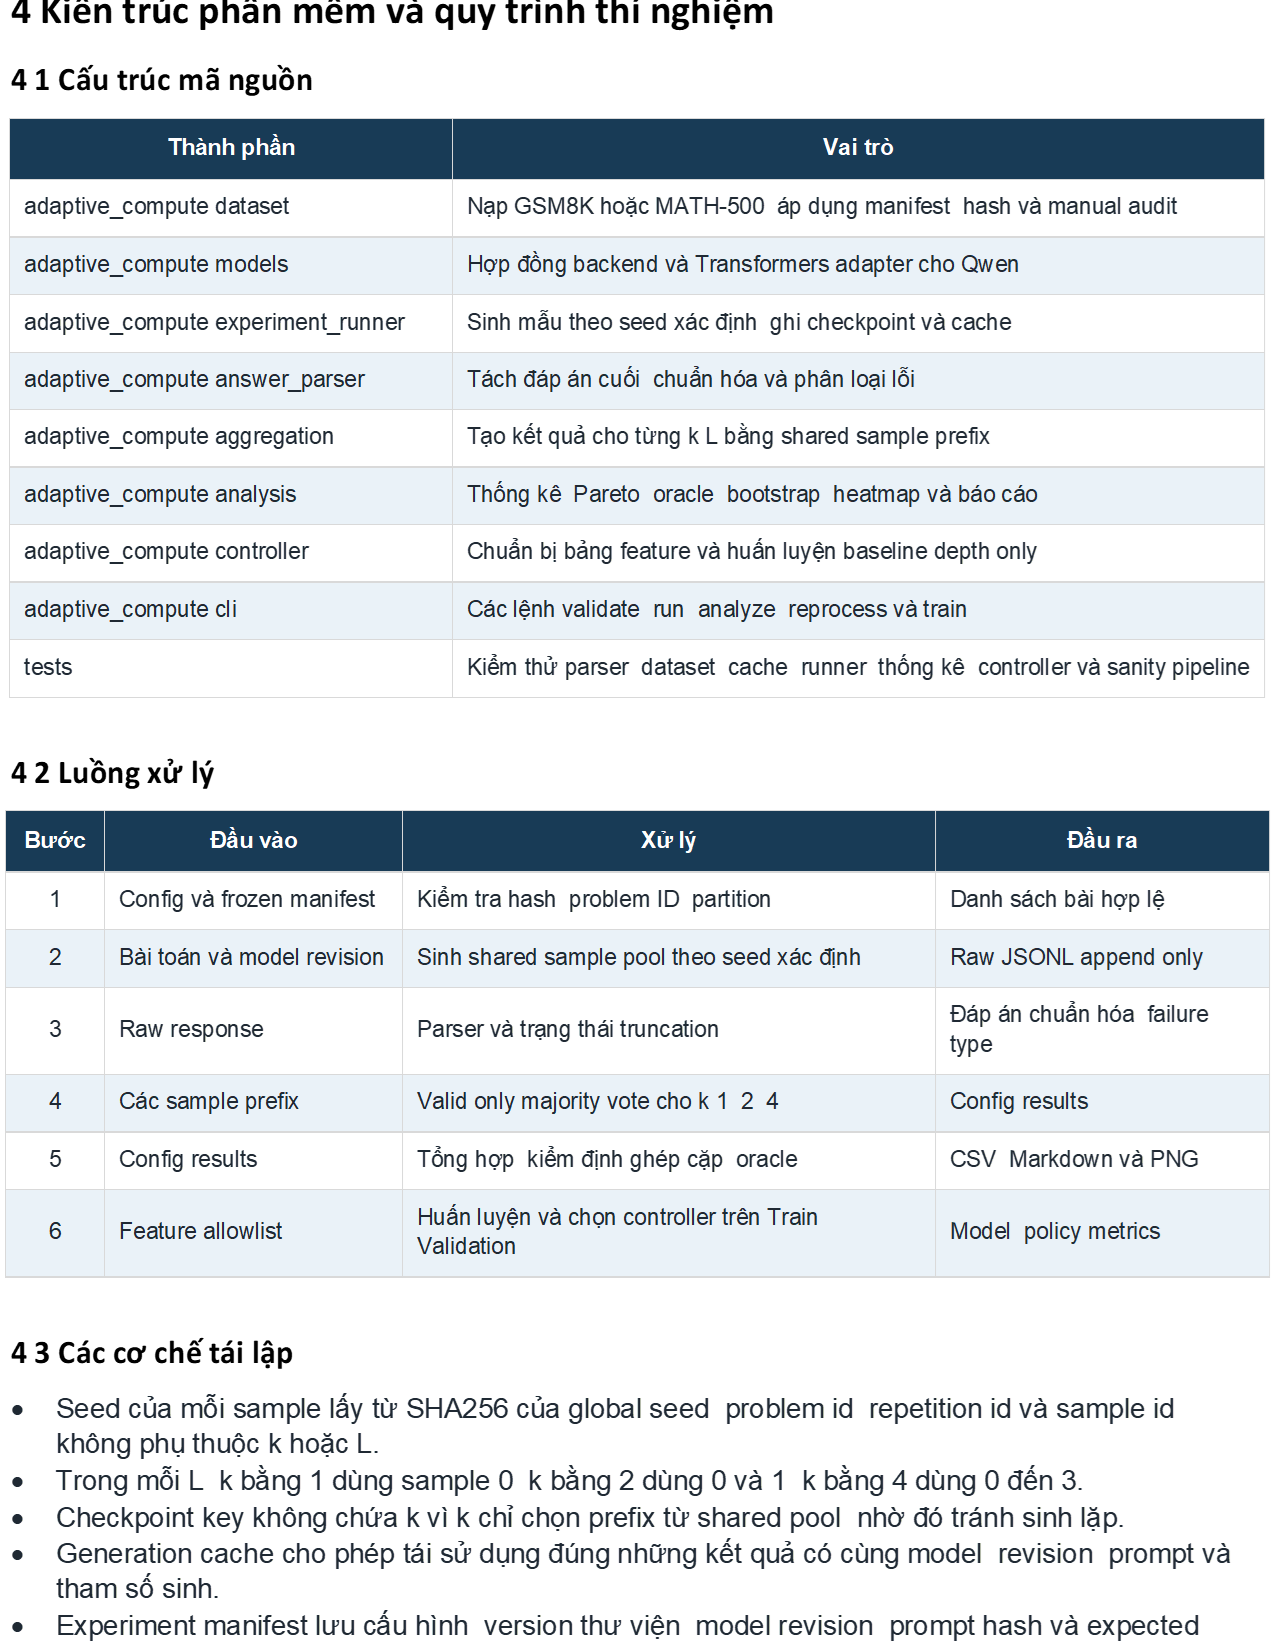 4 Kiến trúc phần mềm và quy trình thí nghiệm
4 1 Cấu trúc mã nguồn
Thành phần Vai trò
adaptive_compute dataset Nạp GSM8K hoặc MATH-500 áp dụng manifest hash và manual audit
adaptive_compute models Hợp đồng backend và Transformers adapter cho Qwen
adaptive_compute experiment_runner Sinh mẫu theo seed xác định ghi checkpoint và cache
adaptive_compute answer_parser Tách đáp án cuối chuẩn hóa và phân loại lỗi
adaptive_compute aggregation Tạo kết quả cho từng k L bằng shared sample prefix
adaptive_compute analysis Thống kê Pareto oracle bootstrap heatmap và báo cáo
adaptive_compute controller Chuẩn bị bảng feature và huấn luyện baseline depth only
adaptive_compute cli Các lệnh validate run analyze reprocess và train
tests Kiểm thử parser dataset cache runner thống kê controller và sanity pipeline
4 2 Luồng xử lý
Bước Đầu vào Xử lý Đầu ra
1 Config và frozen manifest Kiểm tra hash problem ID partition Danh sách bài hợp lệ
2 Bài toán và model revision Sinh shared sample pool theo seed xác định Raw JSONL append only
3 Raw response Parser và trạng thái truncation Đáp án chuẩn hóa failure
type
4 Các sample prefix Valid only majority vote cho k 1 2 4 Config results
5 Config results Tổng hợp kiểm định ghép cặp oracle CSV Markdown và PNG
6 Feature allowlist Huấn luyện và chọn controller trên Train
Validation Model policy metrics
4 3 Các cơ chế tái lập
• Seed của mỗi sample lấy từ SHA256 của global seed problem id repetition id và sample id
không phụ thuộc k hoặc L.
• Trong mỗi L k bằng 1 dùng sample 0 k bằng 2 dùng 0 và 1 k bằng 4 dùng 0 đến 3.
• Checkpoint key không chứa k vì k chỉ chọn prefix từ shared pool nhờ đó tránh sinh lặp.
• Generation cache cho phép tái sử dụng đúng những kết quả có cùng model revision prompt và
tham số sinh.
• Experiment manifest lưu cấu hình version thư viện model revision prompt hash và expected